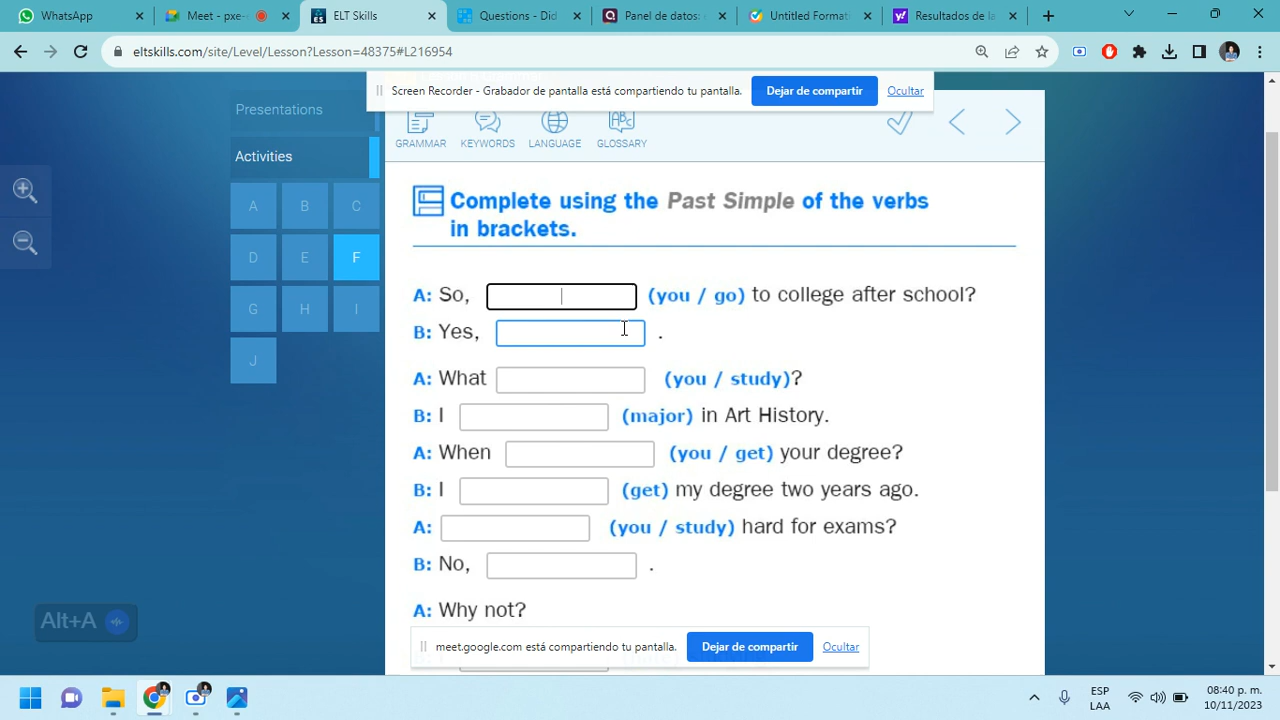 WhatsApp
Meet - pxe-
ELT Skills
Questions - Did
Panel de datos:
Untitled Format
Resultados de la
eltskills.com/site/Level/Lesson?Lesson=48375#L216954
Screen Recorder - Grabador de pantalla está compartiendo tu pantalla.
Dejar de compartir
Ocultar
Presentations
Activities
A B C
D E F
G H I
J
GRAMMAR
KEYWORDS
LANGUAGE
GLOSSARY
Complete using the Past Simple of the verbs
in brackets.
A: So, (you / go) to college after school?
B: Yes, .
A: What (you / study)?
B: I (major) in Art History.
A: When (you / get) your degree?
B: I (get) my degree two years ago.
A: (you / study) hard for exams?
B: No, .
A: Why not?
meet.google.com está compartiendo tu pantalla.
Dejar de compartir
Ocultar
Alt+A
ESP
LAA
08:40 p. m.
10/11/2023